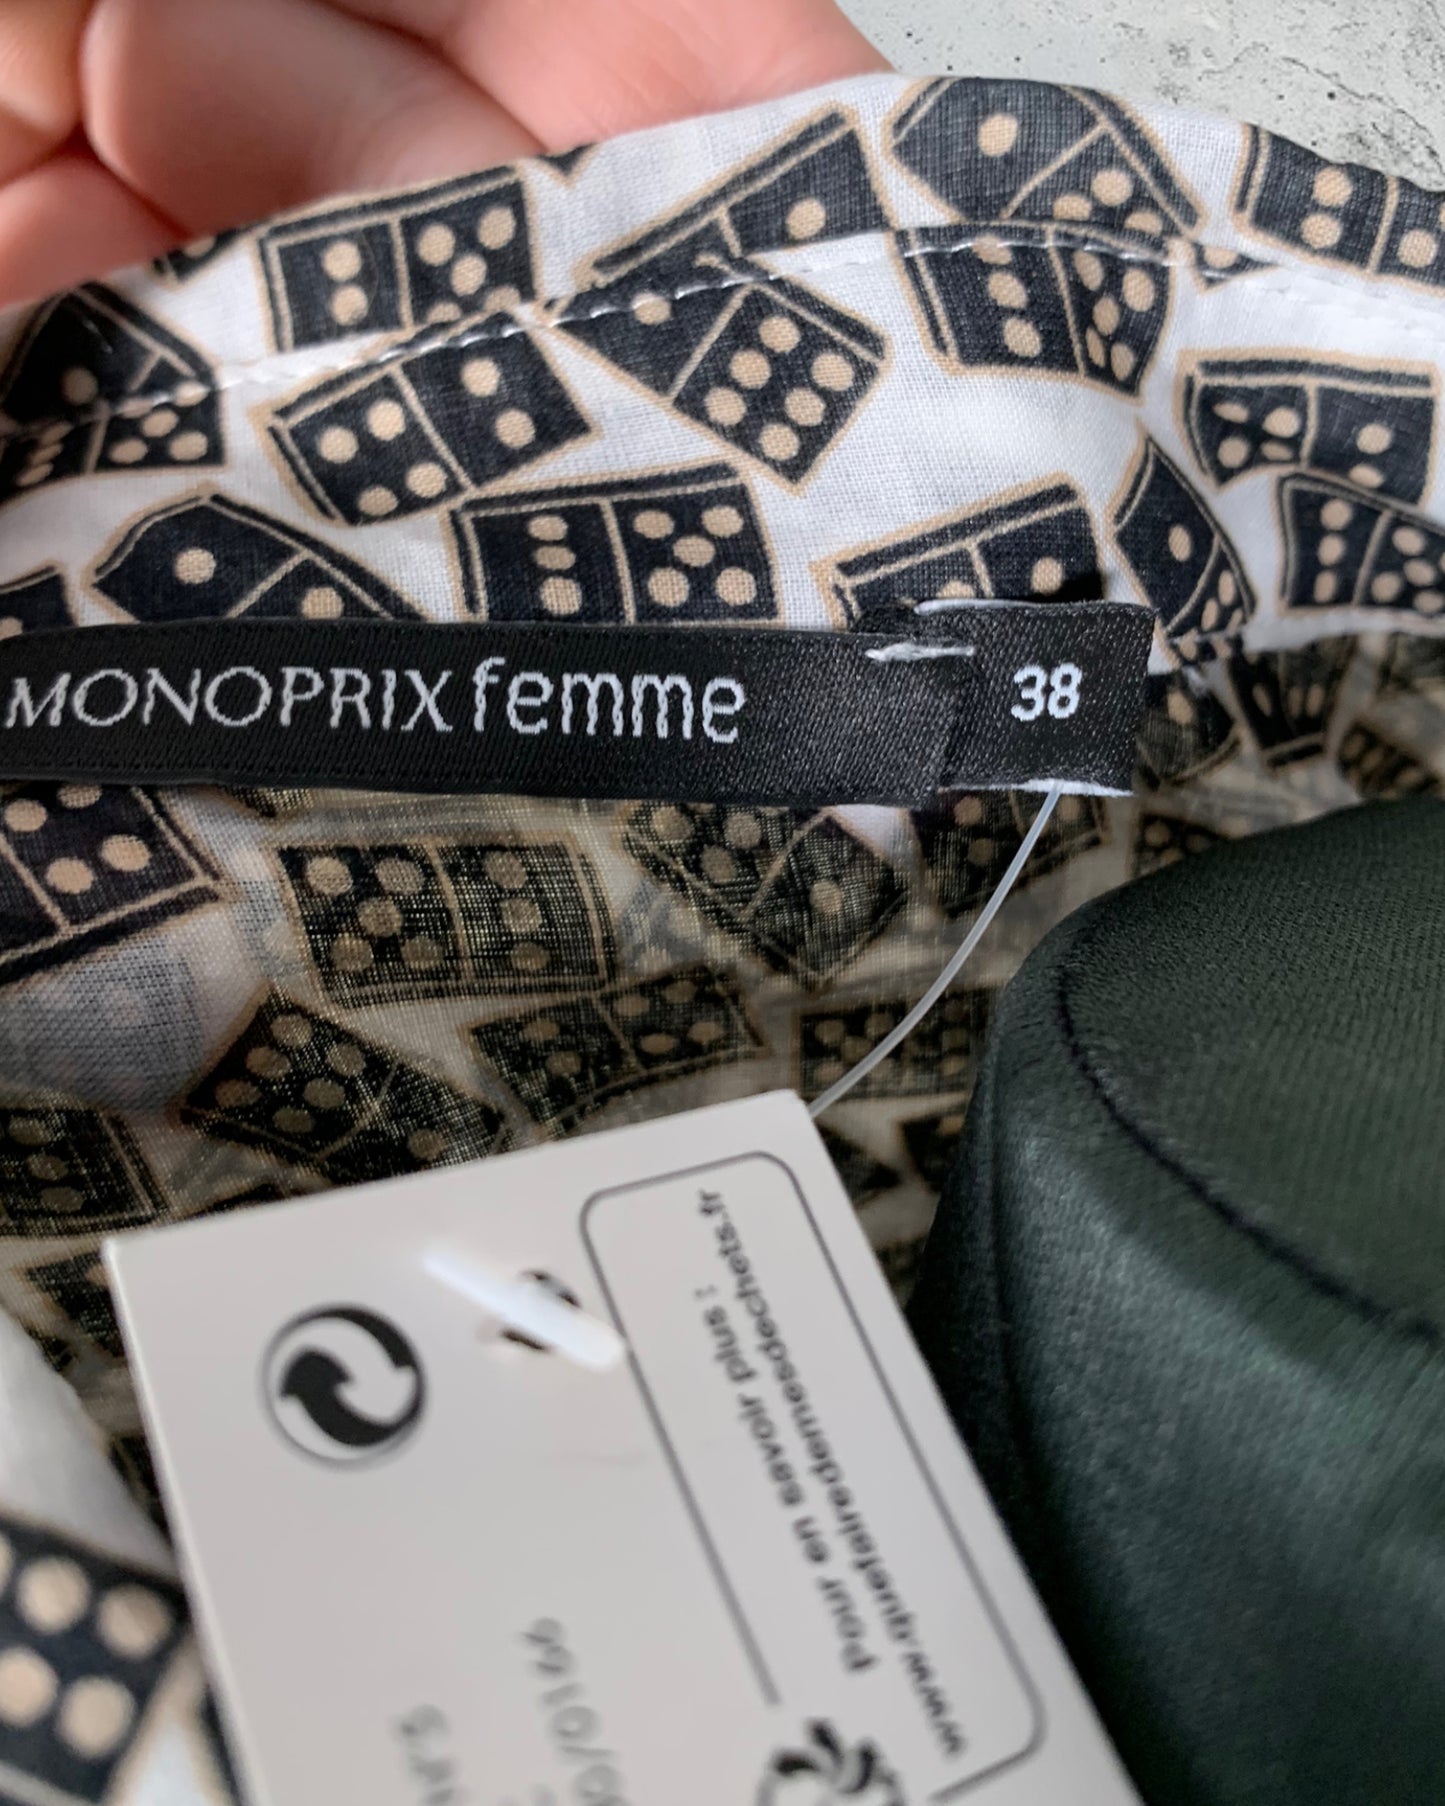 MONOPRIX femme
38
Pour en savoir plus :
www.quefairedemesdechets.fr